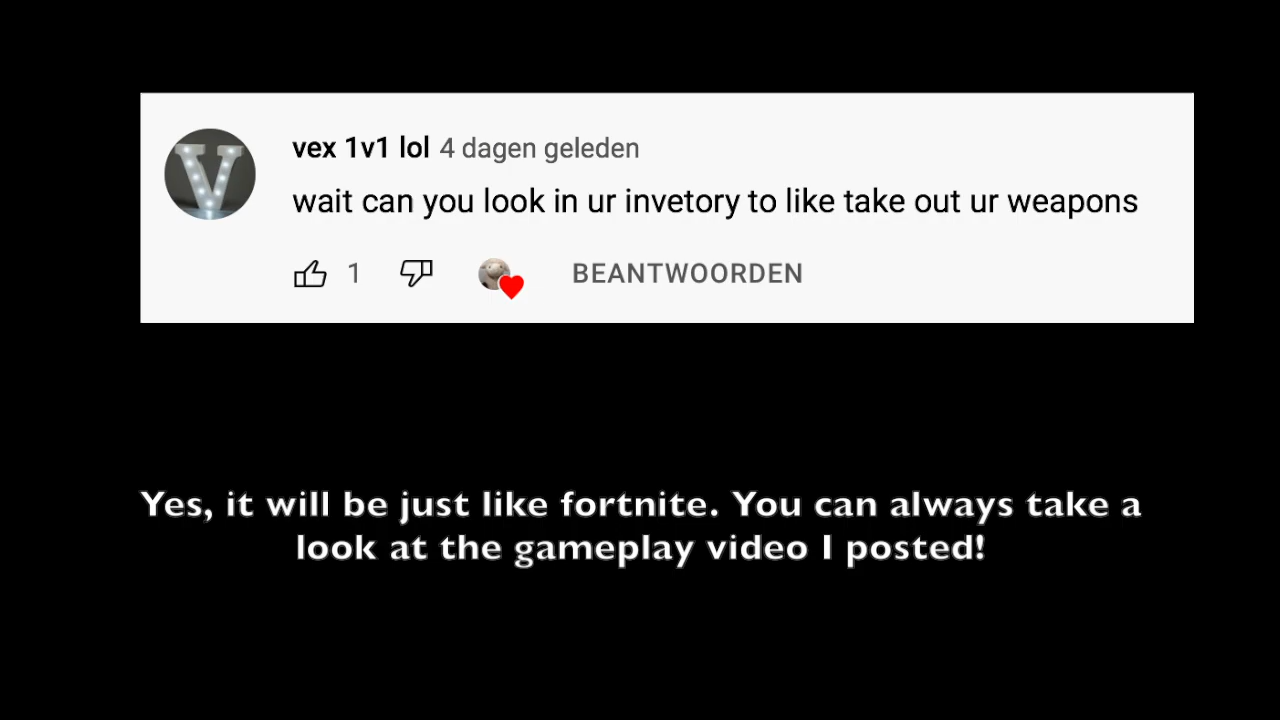 vex 1v1 lol 4 dagen geleden
wait can you look in ur invetory to like take out ur weapons
1 BEANTWOORDEN
Yes, it will be just like fortnite. You can always take a
look at the gameplay video I posted!